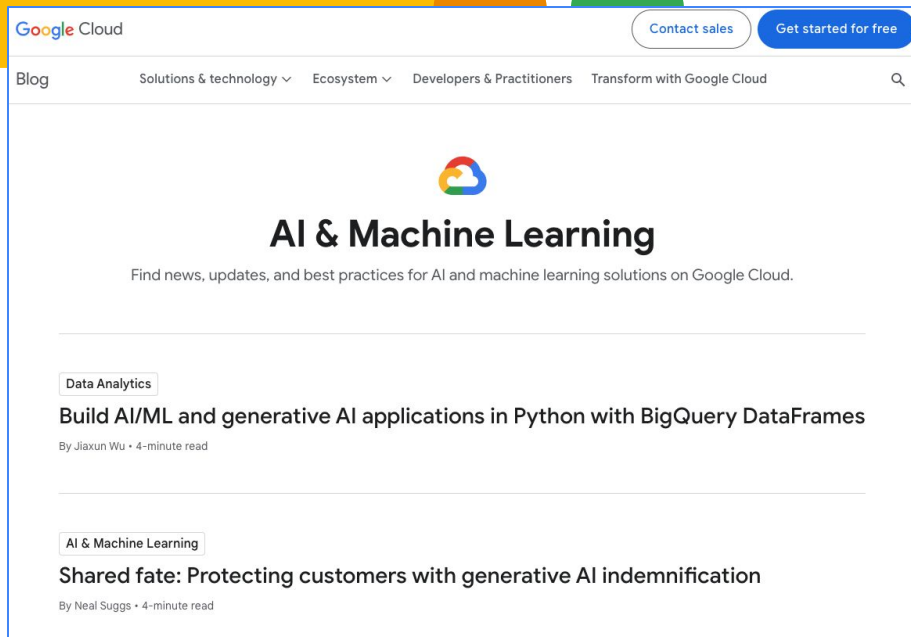 Google Cloud
Contact sales
Get started for free
Blog
Solutions & technology
Ecosystem
Developers & Practitioners
Transform with Google Cloud
AI & Machine Learning
Find news, updates, and best practices for AI and machine learning solutions on Google Cloud.
Data Analytics
Build AI/ML and generative AI applications in Python with BigQuery DataFrames
By Jiaxun Wu • 4-minute read
AI & Machine Learning
Shared fate: Protecting customers with generative AI indemnification
By Neal Suggs • 4-minute read